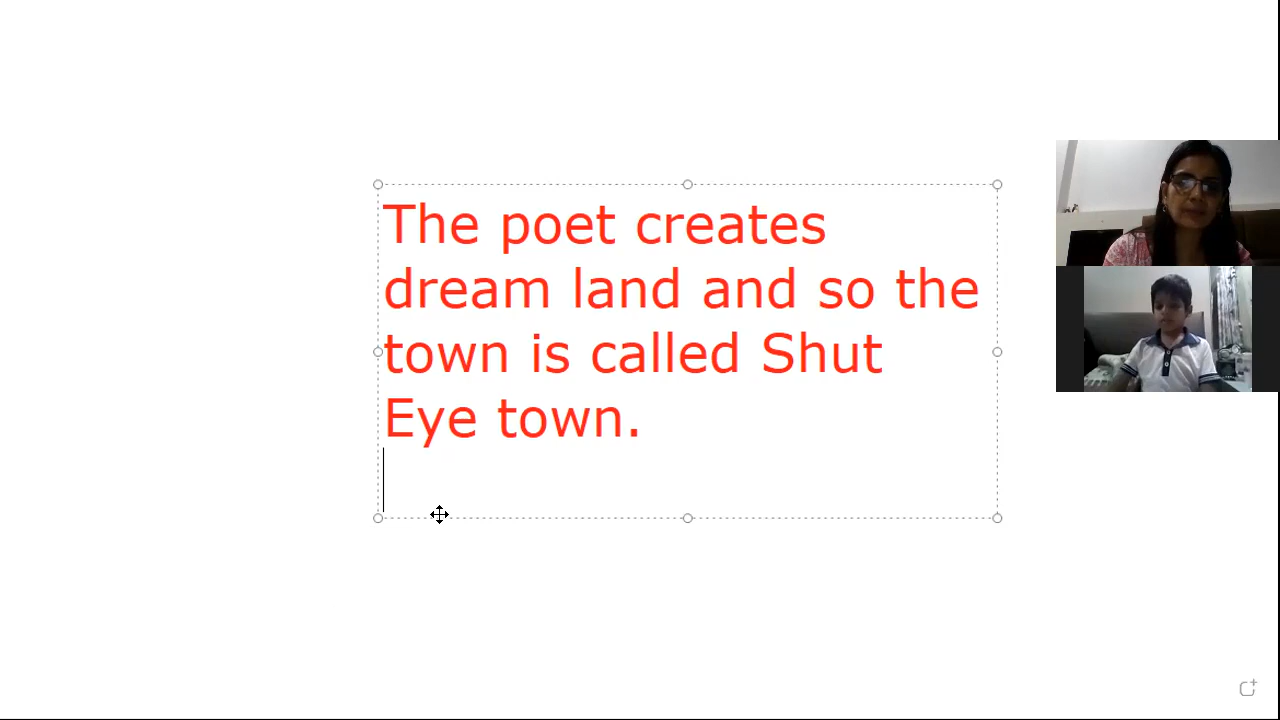 The poet creates
dream land and so the
town is called Shut
Eye town.